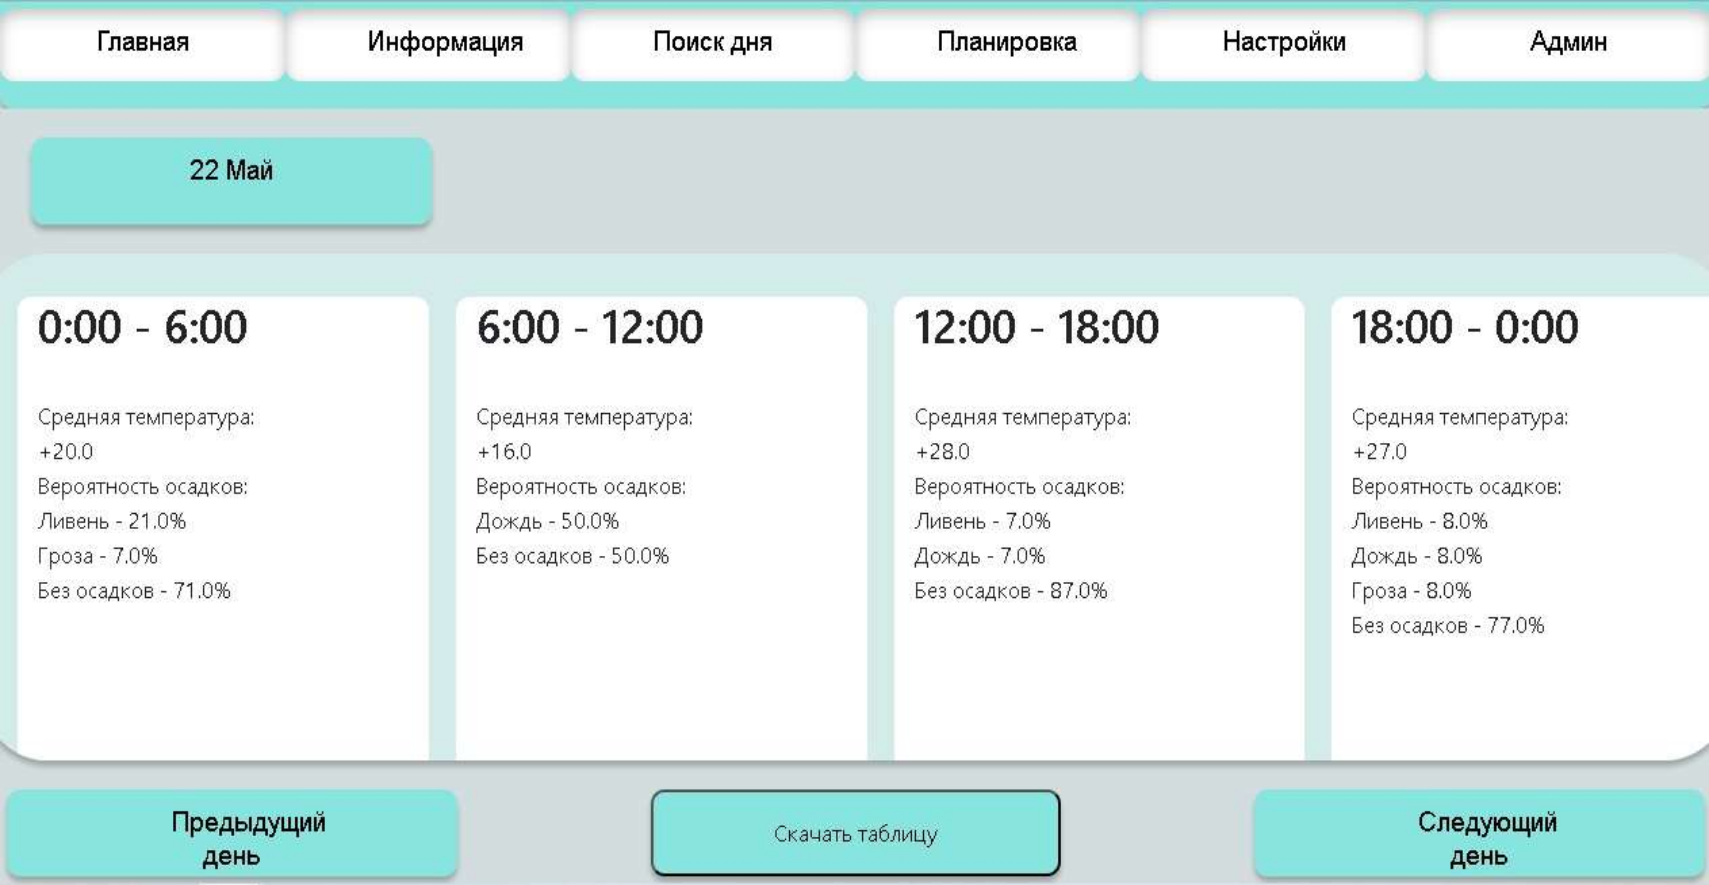 Главная Информация Поиск дня Планировка Настройки Админ
22 Май
0:00 - 6:00
Средняя температура:
+20.0
Вероятность осадков:
Ливень - 21.0%
Гроза - 7.0%
Без осадков - 71.0%
6:00 - 12:00
Средняя температура:
+16.0
Вероятность осадков:
Дождь - 50.0%
Без осадков - 50.0%
12:00 - 18:00
Средняя температура:
+28.0
Вероятность осадков:
Ливень - 7.0%
Дождь - 7.0%
Без осадков - 87.0%
18:00 - 0:00
Средняя температура:
+27.0
Вероятность осадков:
Ливень - 8.0%
Дождь - 8.0%
Гроза - 8.0%
Без осадков - 77.0%
Предыдущий
день
Скачать таблицу
Следующий
день